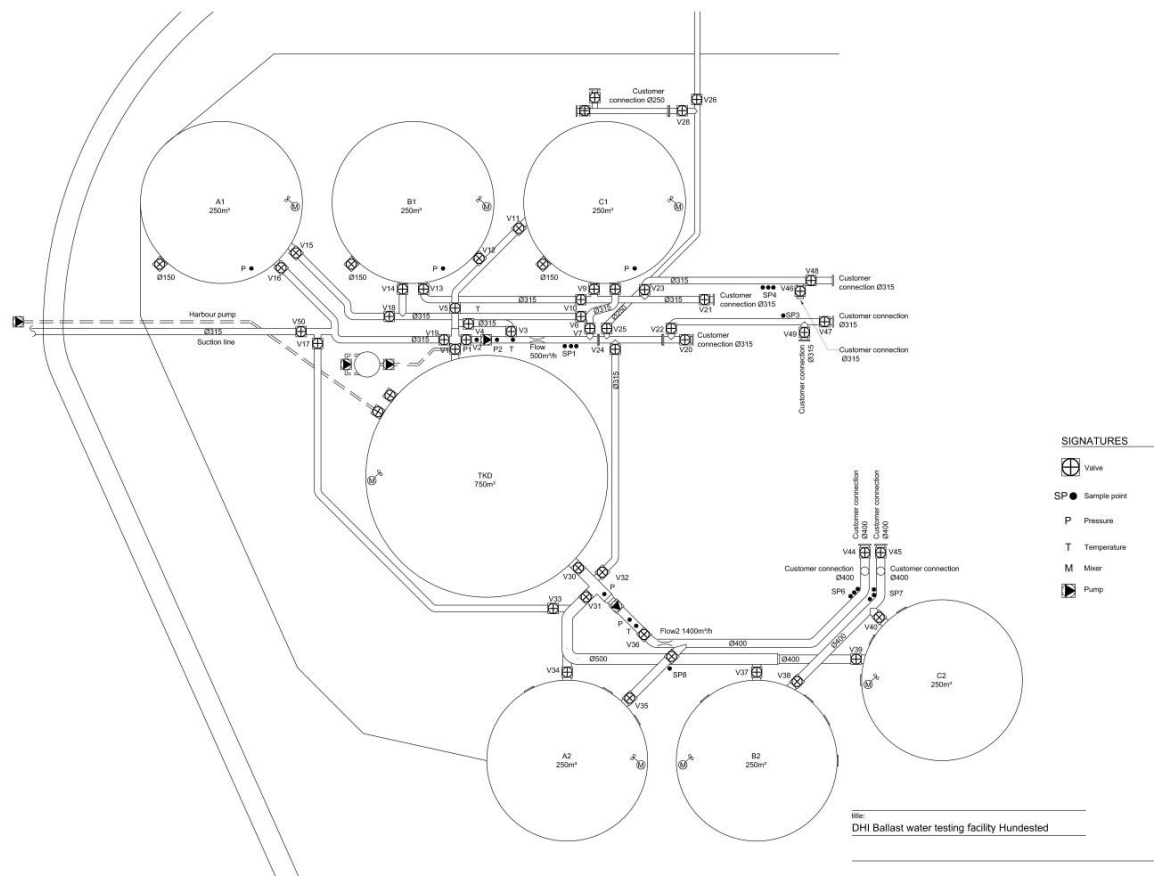 Customer
connection Ø250
V26
V28
A1
250m³
B1
250m³
C1
250m³
M
M
M
V11
V12
V15
V16
Ø150
P
Ø150
P
Ø150
P
V14
V13
V9
V23
Ø315
V48
Customer
connection Ø315
V46
SP4
Ø315
V10
Ø315
V21
Customer
connection Ø315
Harbour pump
V18
Ø315
V5
T
V6
Ø250
SP3
V47
Customer
connection Ø315
Ø315
Suction line
V50
V17
V19
Ø315
V4
Ø315
V3
V7
V25
V22
V49
V1
P1
V2
P2
T
Flow
500m³/h
SP1
V24
V20
Customer
connection Ø315
Customer connection
Ø315
Customer
connection Ø315
Ø315
TKD
750m³
M
SIGNATURES
Valve
SP
Sample point
P
Pressure
T
Temperature
M
Mixer
Pump
Customer connection
Ø400
Customer connection
Ø400
V44
V45
Customer connection
Ø400
Customer connection
Ø400
SP6
SP7
V30
V32
P
V31
V33
P
T
V36
Flow2 1400m³/h
Ø400
Ø400
V40
V39
Ø500
Ø400
V34
SP8
V37
V38
V35
M
C2
250m³
A2
250m³
M
M
B2
250m³
title:
DHI Ballast water testing facility Hundested